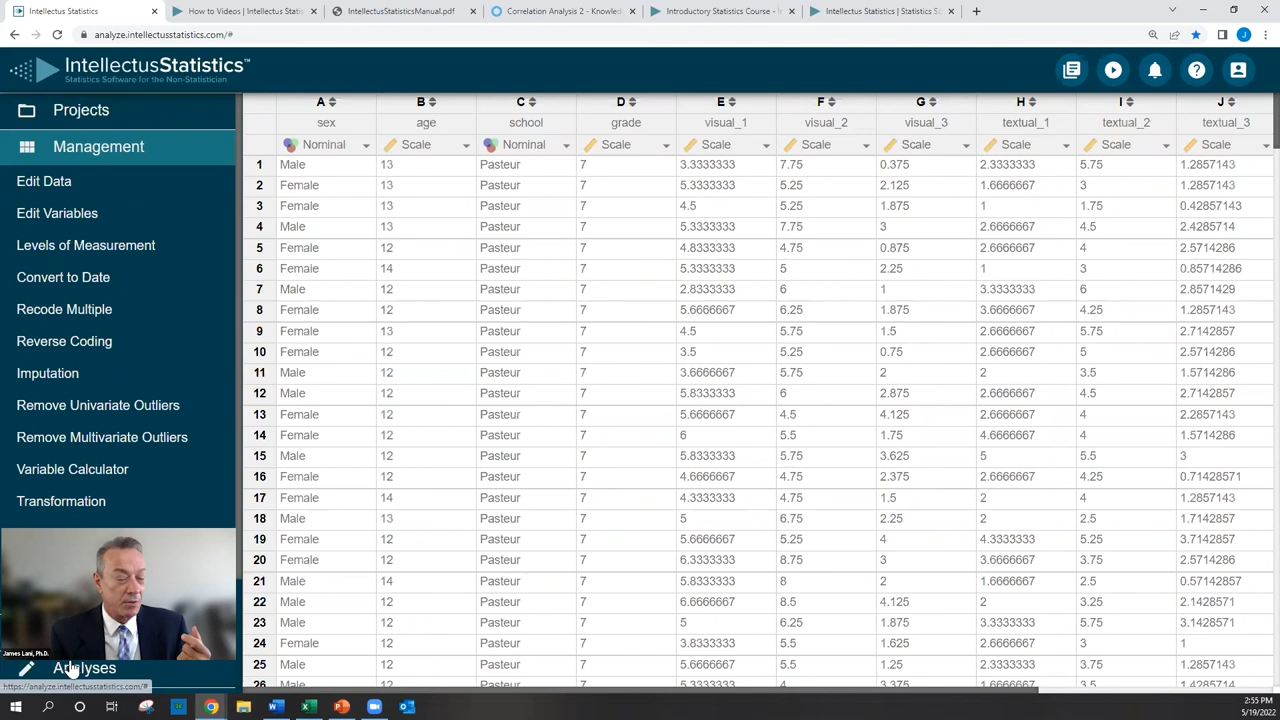 Intellectus Statistics
How to Videos | Intellectus Statis
IntellectusStatisticsManual.pdf
Correlation Analysis 2 - Knowled
Introductory Statistics Course - In
Intellectus Statistics | Statistics So
analyze.intellectusstatistics.com/#
IntellectusStatistics™
Statistics Software for the Non-Statistician
Projects
Management
Edit Data
Edit Variables
Levels of Measurement
Convert to Date
Recode Multiple
Reverse Coding
Imputation
Remove Univariate Outliers
Remove Multivariate Outliers
Variable Calculator
Transformation
James Lani, Ph.D.
Analyses
https://analyze.intellectusstatistics.com/#
A B C D E F G H I J
sex age school grade visual_1 visual_2 visual_3 textual_1 textual_2 textual_3
Nominal Scale Nominal Scale Scale Scale Scale Scale Scale Scale
1 Male 13 Pasteur 7 3.3333333 7.75 0.375 2.3333333 5.75 1.2857143
2 Female 13 Pasteur 7 5.3333333 5.25 2.125 1.6666667 3 1.2857143
3 Female 13 Pasteur 7 4.5 5.25 1.875 1 1.75 0.42857143
4 Male 13 Pasteur 7 5.3333333 7.75 3 2.6666667 4.5 2.4285714
5 Female 12 Pasteur 7 4.8333333 4.75 0.875 2.6666667 4 2.5714286
6 Female 14 Pasteur 7 5.3333333 5 2.25 1 3 0.85714286
7 Male 12 Pasteur 7 2.8333333 6 1 3.3333333 6 2.8571429
8 Female 12 Pasteur 7 5.6666667 6.25 1.875 3.6666667 4.25 1.2857143
9 Female 13 Pasteur 7 4.5 5.75 1.5 2.6666667 5.75 2.7142857
10 Female 12 Pasteur 7 3.5 5.25 0.75 2.6666667 5 2.5714286
11 Male 12 Pasteur 7 3.6666667 5.75 2 2 3.5 1.5714286
12 Male 12 Pasteur 7 5.8333333 6 2.875 2.6666667 4.5 2.7142857
13 Female 12 Pasteur 7 5.6666667 4.5 4.125 2.6666667 4 2.2857143
14 Female 12 Pasteur 7 6 5.5 1.75 4.6666667 4 1.5714286
15 Male 12 Pasteur 7 5.8333333 5.75 3.625 5 5.5 3
16 Female 12 Pasteur 7 4.6666667 4.75 2.375 2.6666667 4.25 0.71428571
17 Female 14 Pasteur 7 4.3333333 4.75 1.5 2 4 1.2857143
18 Male 13 Pasteur 7 5 6.75 2.25 2 2.5 1.7142857
19 Female 12 Pasteur 7 5.6666667 5.25 4 4.3333333 5.25 3.7142857
20 Female 12 Pasteur 7 6.3333333 8.75 3 3.6666667 3.75 2.5714286
21 Male 14 Pasteur 7 5.8333333 8 2 1.6666667 2.5 0.57142857
22 Male 12 Pasteur 7 6.6666667 8.5 4.125 2 3.25 2.1428571
23 Male 12 Pasteur 7 5 6.25 1.875 3.3333333 5.75 3.1428571
24 Female 12 Pasteur 7 3.8333333 5.5 1.625 2.6666667 3 1
25 Male 12 Pasteur 7 5.6666667 5.5 1.25 2.3333333 3.75 1.2857143
26 Male 12 Pasteur 7 5.3333333 4 3.375 2.3333333
2:55 PM
5/19/2022